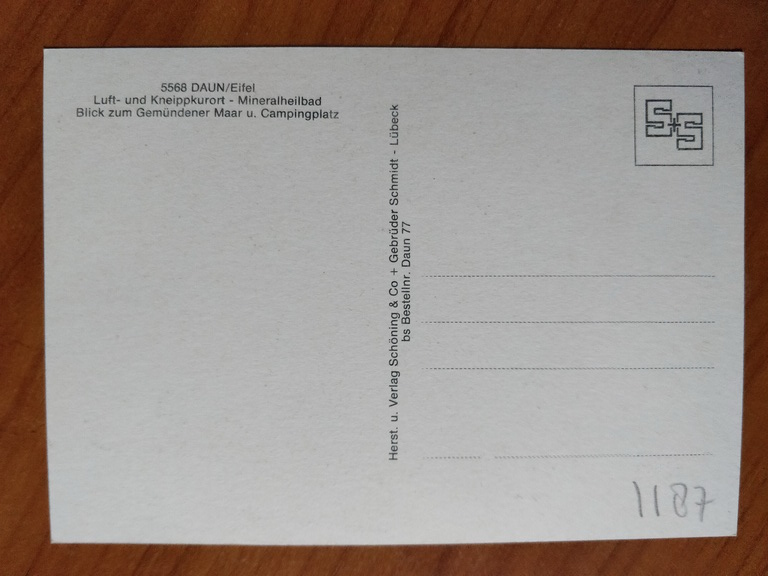 5568 DAUN/Eifel
Luft- und Kneippkurort - Mineralheilbad
Blick zum Gemündener Maar u. Campingplatz
Herst. u. Verlag Schöning & Co + Gebrüder Schmidt - Lübeck
bs Bestellnr. Daun 77
S+S
1187